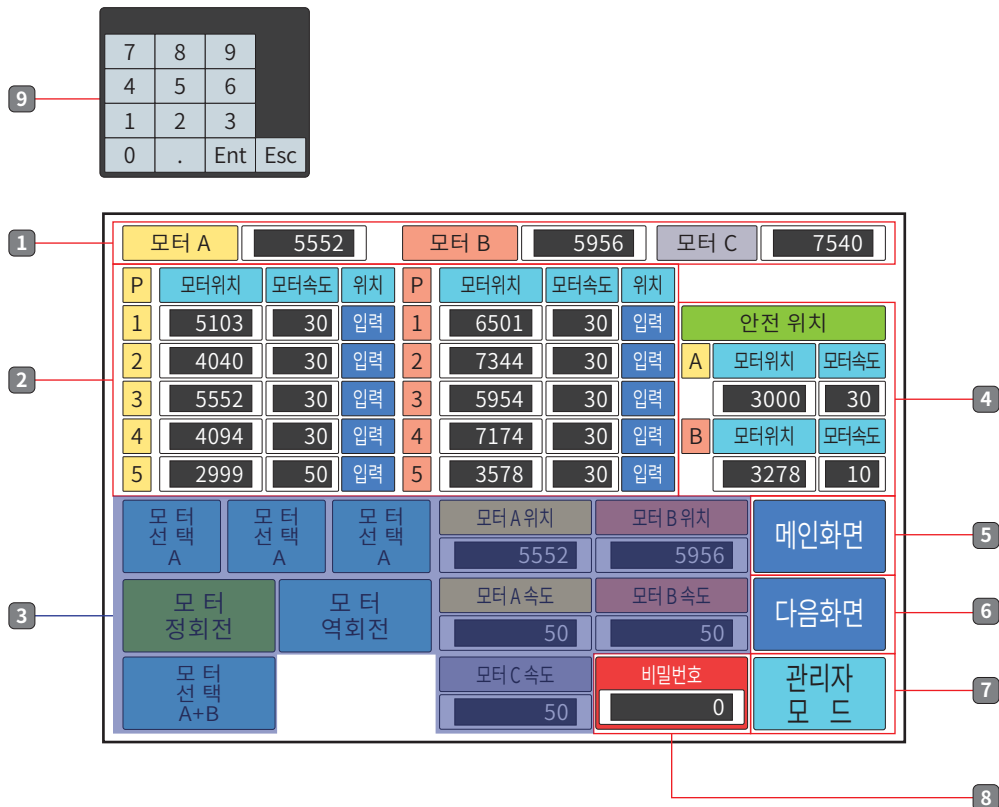 7 8 9
4 5 6
1 2 3
0 . Ent Esc
9
1
모터 A 5552 모터 B 5956 모터 C 7540
2
P 모터위치 모터속도 위치 P 모터위치 모터속도 위치
1 5103 30 입력 1 6501 30 입력 안전 위치
2 4040 30 입력 2 7344 30 입력 A 모터위치 모터속도
3 5552 30 입력 3 5954 30 입력 3000 30
4 4094 30 입력 4 7174 30 입력 B 모터위치 모터속도
5 2999 50 입력 5 3578 30 입력 3278 10
4
3
모 터
선 택
A
모 터
선 택
A
모 터
선 택
A
모터 A 위치 모터 B 위치
5552 5956
메인화면
5
모 터
정회전
모 터
역회전
모터 A 속도 모터 B 속도
50 50
다음화면
6
모 터
선 택
A+B
모터 C 속도
50
비밀번호
0
관리자
모 드
7
8